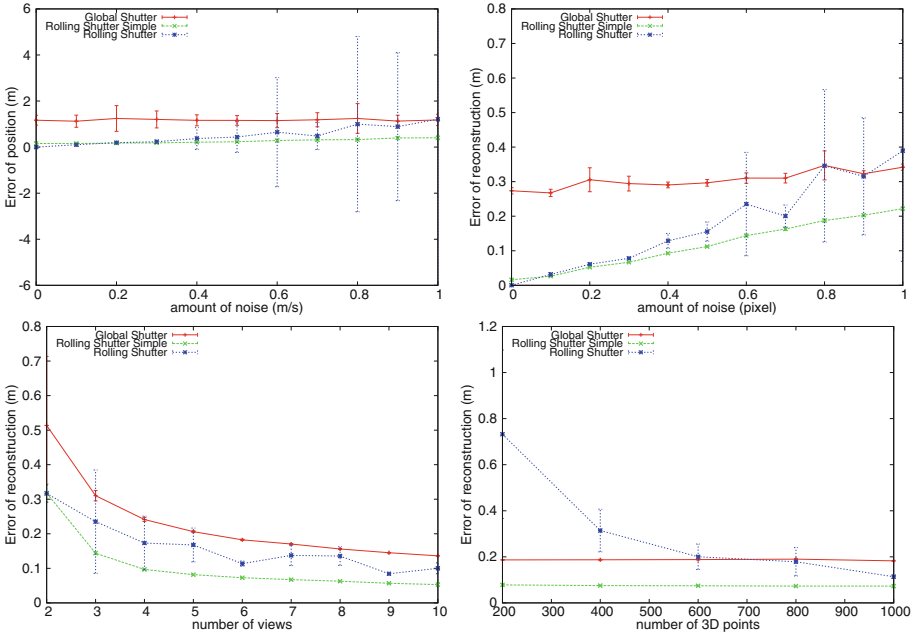 Global Shutter
Rolling Shutter Simple
Rolling Shutter
6
4
2
0
-2
-4
-6
Error of position (m)
0 0.2 0.4 0.6 0.8 1
amount of noise (m/s)
Global Shutter
Rolling Shutter Simple
Rolling Shutter
0.8
0.7
0.6
0.5
0.4
0.3
0.2
0.1
0
Error of reconstruction (m)
0 0.2 0.4 0.6 0.8 1
amount of noise (pixel)
Global Shutter
Rolling Shutter Simple
Rolling Shutter
0.8
0.7
0.6
0.5
0.4
0.3
0.2
0.1
0
Error of reconstruction (m)
2 3 4 5 6 7 8 9 10
number of views
Global Shutter
Rolling Shutter Simple
Rolling Shutter
1.2
1
0.8
0.6
0.4
0.2
0
Error of reconstruction (m)
200 300 400 500 600 700 800 900 1000
number of 3D points